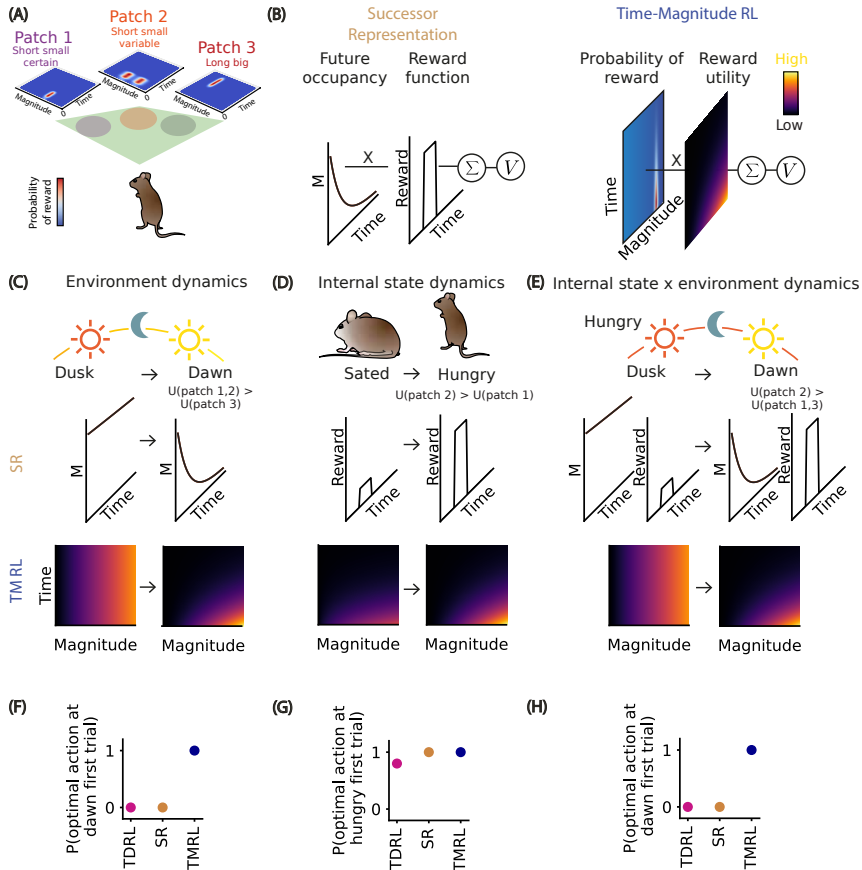 (A)
Patch 1
Short small
certain
Patch 2
Short small
variable
Patch 3
Long big
Magnitude
0
Time
Magnitude
0
Time
Magnitude
0
Time
Probability
of reward
(B)
Successor
Representation
Future
occupancy
Reward
function
M
Time
X
Reward
Time
Σ
V
Time-Magnitude RL
Probability of
reward
Reward
utility
High
Low
Time
Magnitude
X
Σ
V
(C)
Environment dynamics
Dusk
→
Dawn
U(patch 1,2) >
U(patch 3)
(D)
Internal state dynamics
Sated
→
Hungry
U(patch 2) > U(patch 1)
(E)
Internal state x environment dynamics
Hungry
Dusk
→
Dawn
U(patch 2) >
U(patch 1,3)
SR
M
Time
→
M
Time
Reward
Time
→
Reward
Time
M
Time
Reward
Time
→
M
Time
Reward
Time
TM RL
Time
→
Magnitude
Magnitude
→
Magnitude
Magnitude
→
Magnitude
Magnitude
(F)
P(optimal action at
dawn first trial)
1
0
TDRL
SR
TMRL
(G)
P(optimal action at
hungry first trial)
1
0
TDRL
SR
TMRL
(H)
P(optimal action at
dawn first trial)
1
0
TDRL
SR
TMRL